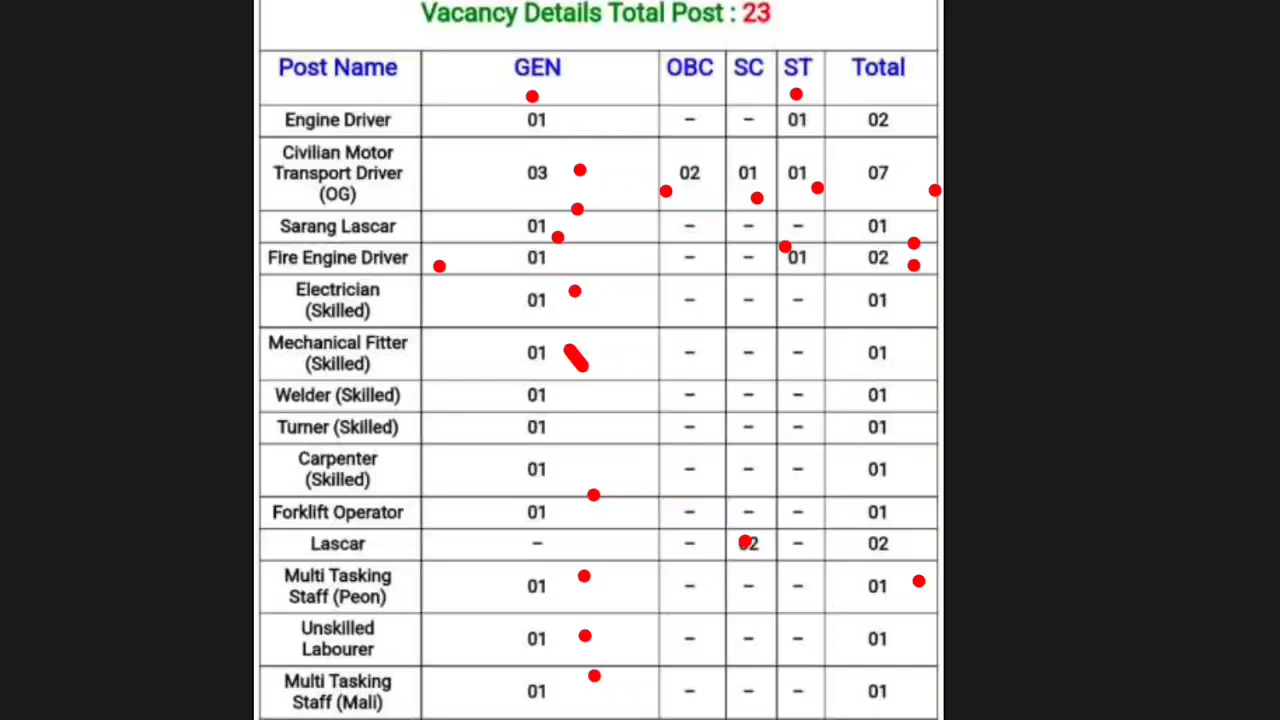 Vacancy Details Total Post : 23
Post Name GEN OBC SC ST Total
Engine Driver 01 – – 01 02
Civilian Motor
Transport Driver 03 02 01 01 07
(OG)
Sarang Lascar 01 – – – 01
Fire Engine Driver 01 – – 01 02
Electrician
(Skilled) 01 – – – 01
Mechanical Fitter
(Skilled) 01 – – – 01
Welder (Skilled) 01 – – – 01
Turner (Skilled) 01 – – – 01
Carpenter
(Skilled) 01 – – – 01
Forklift Operator 01 – – – 01
Lascar – – 02 – 02
Multi Tasking
Staff (Peon) 01 – – – 01
Unskilled
Labourer 01 – – – 01
Multi Tasking
Staff (Mali) 01 – – – 01